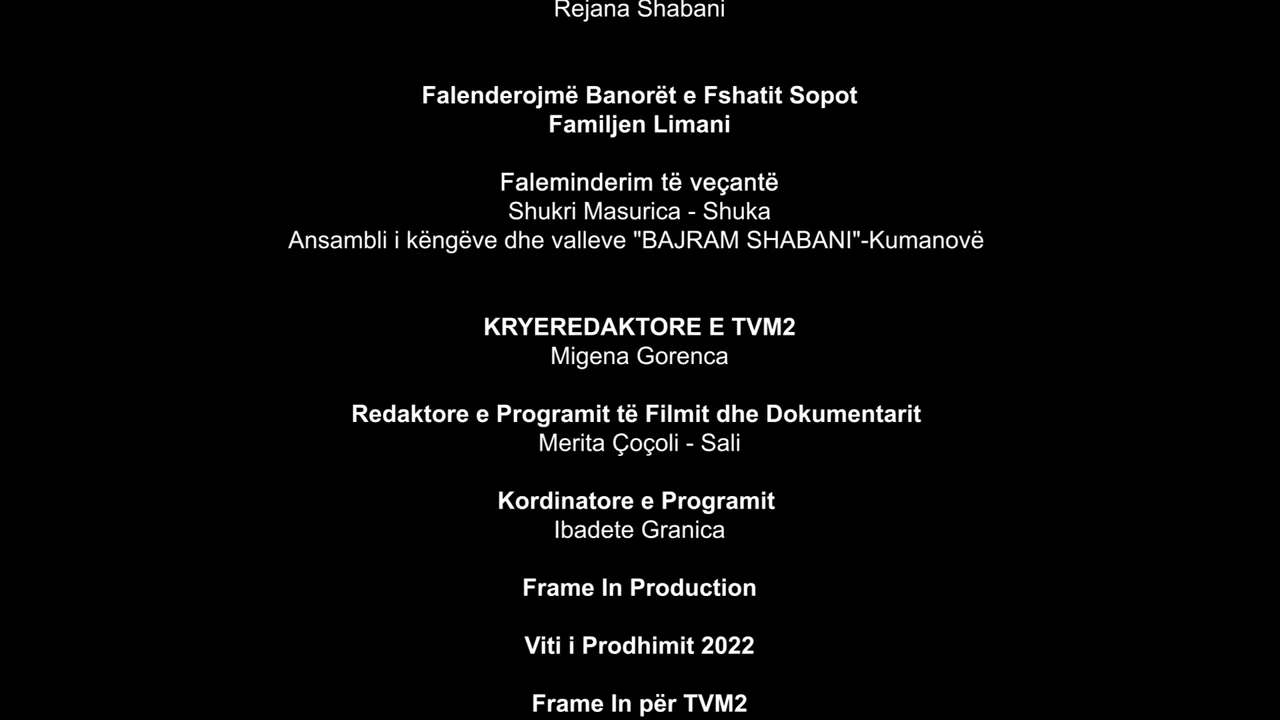 Rejana Shabani
Falenderojmë Banorët e Fshatit Sopot
Familjen Limani
Faleminderim të veçantë
Shukri Masurica - Shuka
Ansambli i këngëve dhe valleve "BAJRAM SHABANI"-Kumanovë
KRYEREDAKTORE E TVM2
Migena Gorenca
Redaktore e Programit të Filmit dhe Dokumentarit
Merita Çoçoli - Sali
Kordinatore e Programit
Ibadete Granica
Frame In Production
Viti i Prodhimit 2022
Frame In për TVM2